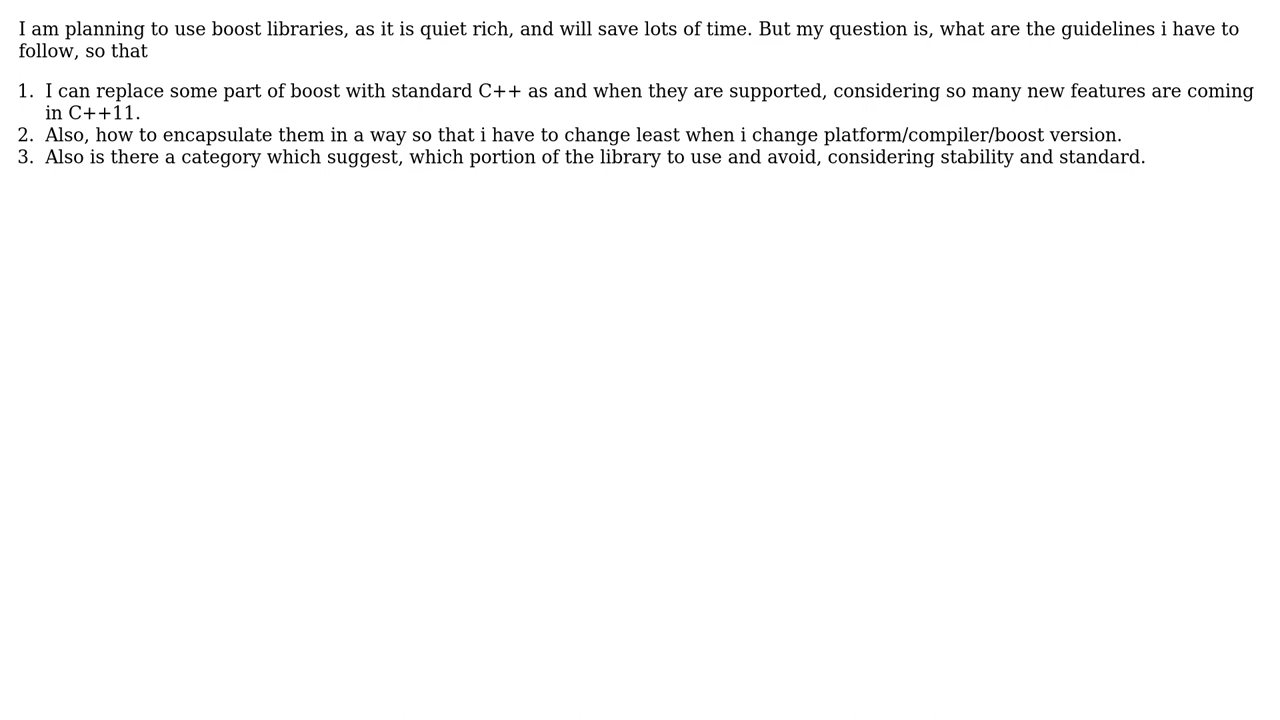 I am planning to use boost libraries, as it is quiet rich, and will save lots of time. But my question is, what are the guidelines i have to
follow, so that
1. I can replace some part of boost with standard C++ as and when they are supported, considering so many new features are coming
in C++11.
2. Also, how to encapsulate them in a way so that i have to change least when i change platform/compiler/boost version.
3. Also is there a category which suggest, which portion of the library to use and avoid, considering stability and standard.